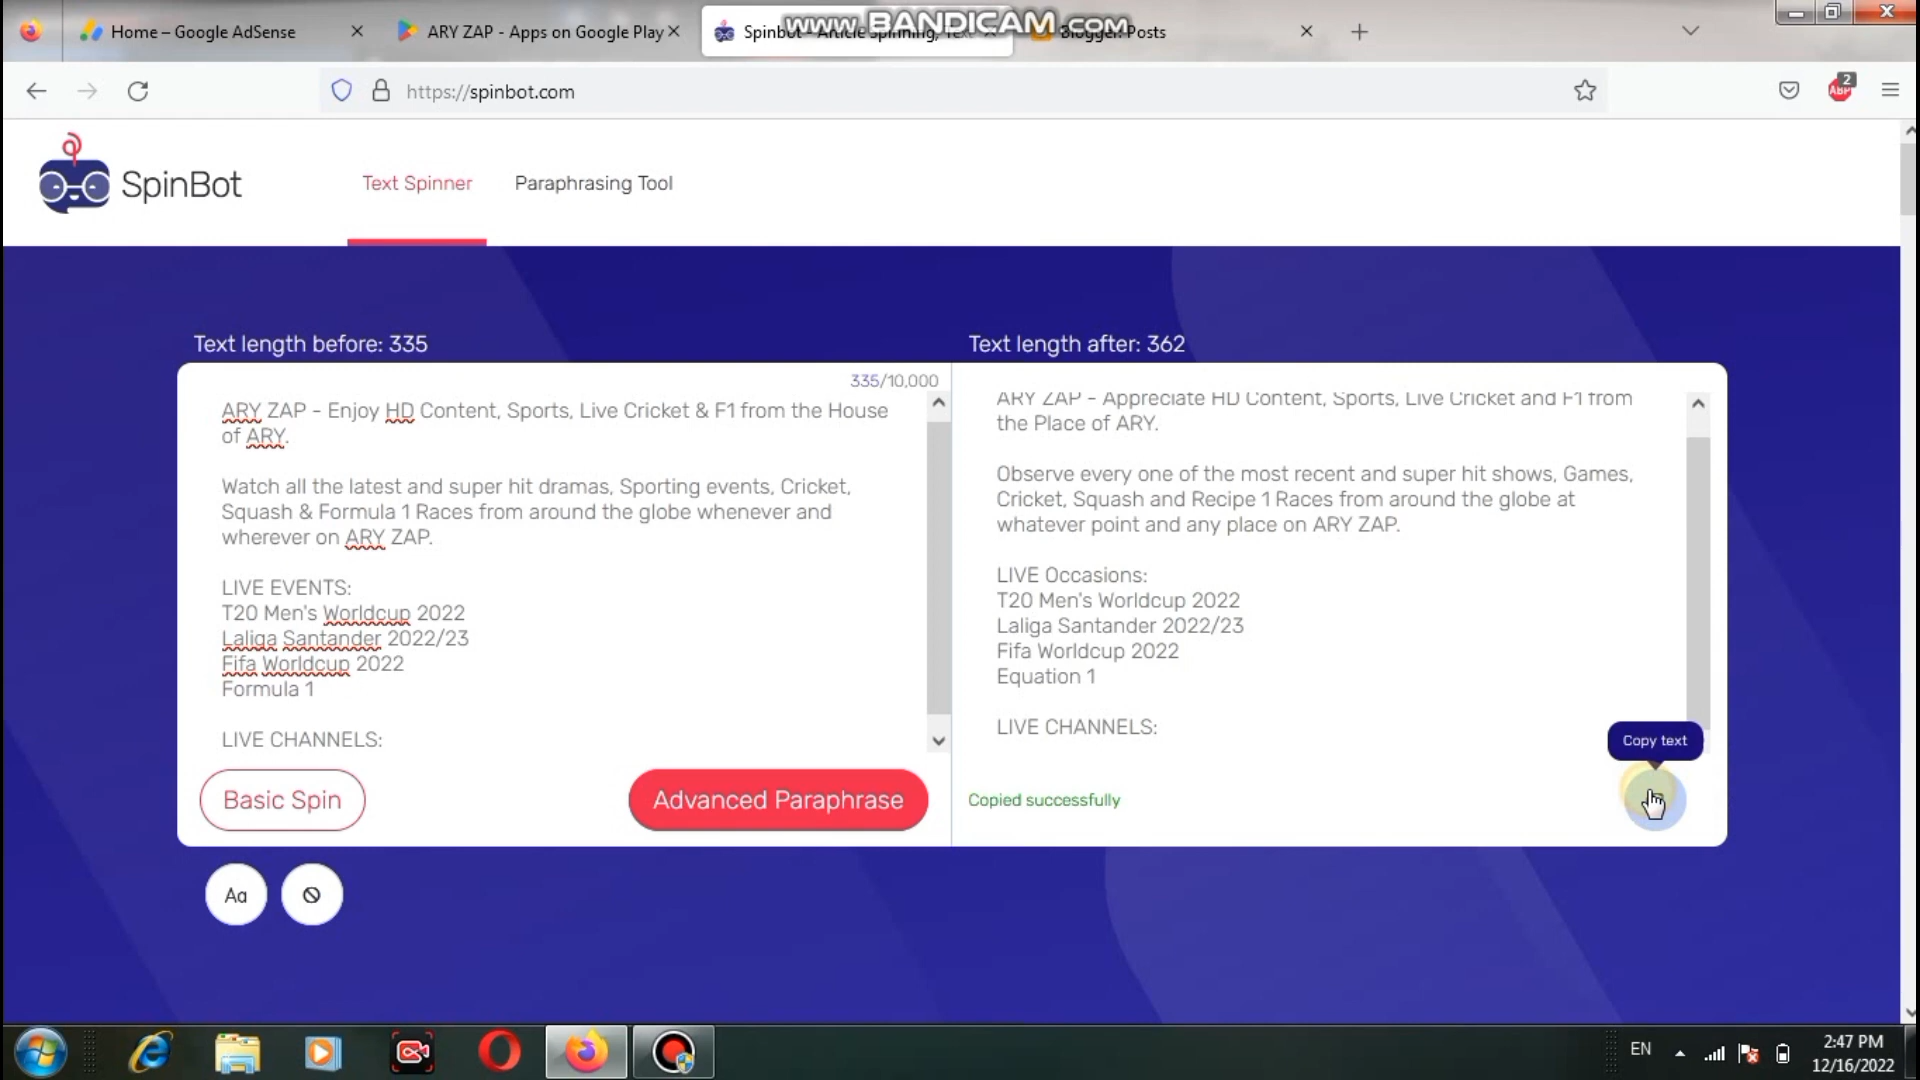 www.BANDICAM.com
Home – Google AdSense
ARY ZAP - Apps on Google Play
Spinbot - Article Spinning, Text
Blogger: Posts
https://spinbot.com
ABP
2
SpinBot
Text Spinner
Paraphrasing Tool
Text length before: 335
Text length after: 362
335/10,000
ARY ZAP - Enjoy HD Content, Sports, Live Cricket & F1 from the House
of ARY.
Watch all the latest and super hit dramas, Sporting events, Cricket,
Squash & Formula 1 Races from around the globe whenever and
wherever on ARY ZAP.
LIVE EVENTS:
T20 Men's Worldcup 2022
Laliga Santander 2022/23
Fifa Worldcup 2022
Formula 1
LIVE CHANNELS:
Basic Spin
Advanced Paraphrase
ARY ZAP - Appreciate HD Content, Sports, Live Cricket and F1 from
the Place of ARY.
Observe every one of the most recent and super hit shows, Games,
Cricket, Squash and Recipe 1 Races from around the globe at
whatever point and any place on ARY ZAP.
LIVE Occasions:
T20 Men's Worldcup 2022
Laliga Santander 2022/23
Fifa Worldcup 2022
Equation 1
LIVE CHANNELS:
Copy text
Copied successfully
Aa
EN
2:47 PM
12/16/2022